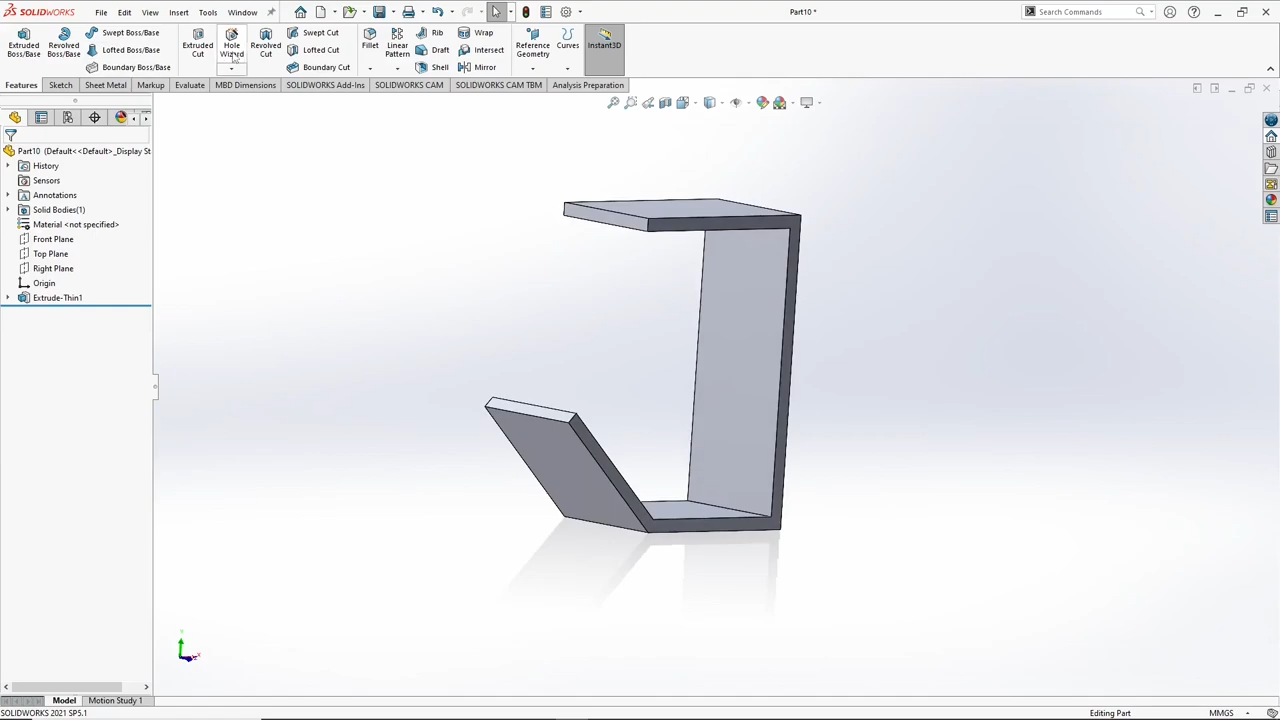 SOLIDWORKS File Edit View Insert Tools Window Part10 * Search Commands
Extruded Boss/Base
Revolved Boss/Base
Swept Boss/Base
Lofted Boss/Base
Boundary Boss/Base
Extruded Cut
Hole Wizard
Revolved Cut
Swept Cut
Lofted Cut
Boundary Cut
Fillet
Linear Pattern
Rib
Draft
Shell
Wrap
Intersect
Mirror
Reference Geometry
Curves
Instant3D
Features Sketch Sheet Metal Markup Evaluate MBD Dimensions SOLIDWORKS Add-Ins SOLIDWORKS CAM SOLIDWORKS CAM TBM Analysis Preparation
Part10 (Default<<Default>_Display St
History
Sensors
Annotations
Solid Bodies(1)
Material <not specified>
Front Plane
Top Plane
Right Plane
Origin
Extrude-Thin1
Model Motion Study 1
SOLIDWORKS 2021 SP5.1 Editing Part MMGS